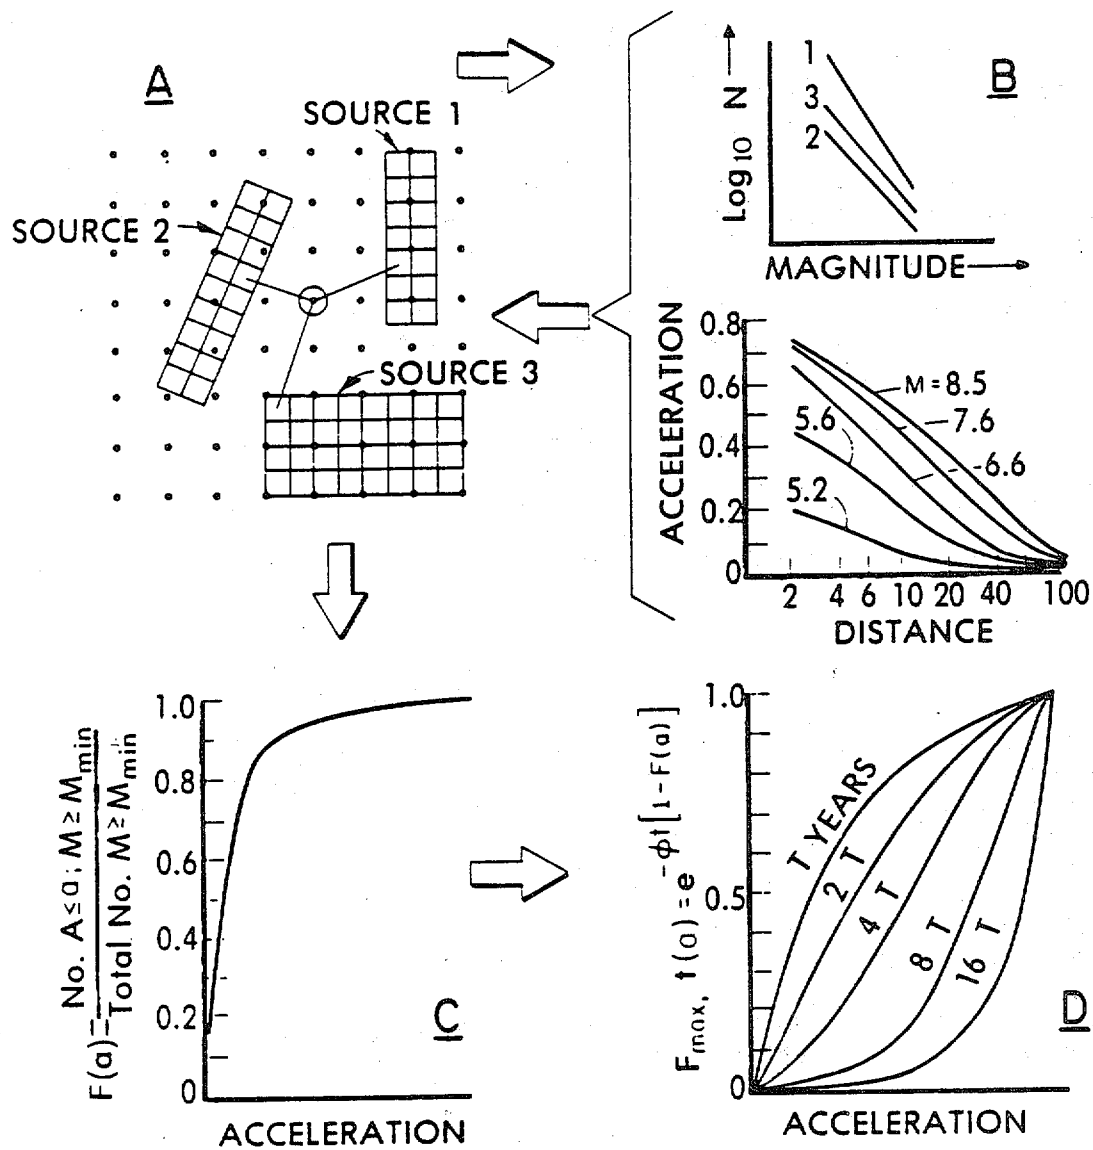 A
SOURCE 1
SOURCE 2
SOURCE 3
B
Log10 N
1
3
2
MAGNITUDE
ACCELERATION
0.8
0.6
0.4
0.2
0
M = 8.5
7.6
6.6
5.6
5.2
2 4 6 10 20 40 100
DISTANCE
F(a) = No. A ≤ a; M ≥ Mmin
Total No. M ≥ Mmin
1.0
0.8
0.6
0.4
0.2
0
C
ACCELERATION
Fmax, t(a) = e-ϕt[1-F(a)]
1.0
0.5
0
T YEARS
2 T
4 T
8 T
16 T
D
ACCELERATION